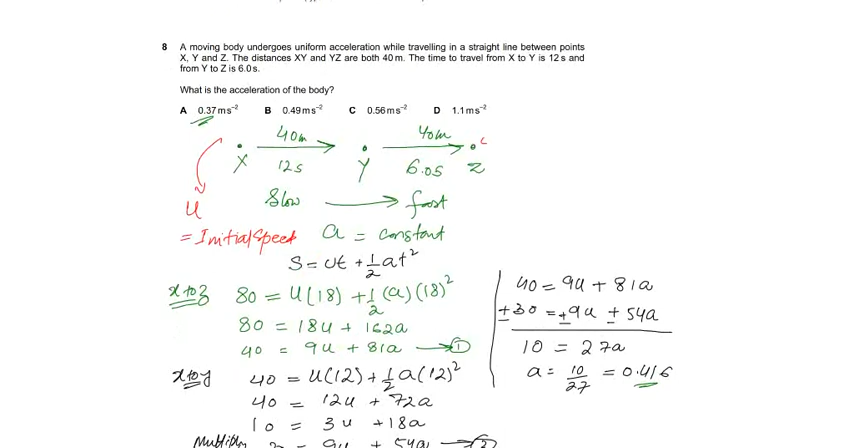 8 A moving body undergoes uniform acceleration while travelling in a straight line between points
X, Y and Z. The distances XY and YZ are both 40 m. The time to travel from X to Y is 12 s and
from Y to Z is 6.0 s.
What is the acceleration of the body?
A 0.37 m s⁻² B 0.49 m s⁻² C 0.56 m s⁻² D 1.1 m s⁻²
40m 40m
X 12s Y 6.0s Z
u Slow fast
= Initial Speed a = constant
S = ut + 1/2 at²
x to z 80 = u(18) + 1/2 (a)(18)²
80 = 18u + 162a
40 = 9u + 81a ①
x to y 40 = u(12) + 1/2 a(12)²
40 = 12u + 72a
10 = 3u + 18a
Multiply 9u + 54a ②
40 = 9u + 81a
±30 = ±9u ± 54a
10 = 27a
a = 10/27 =